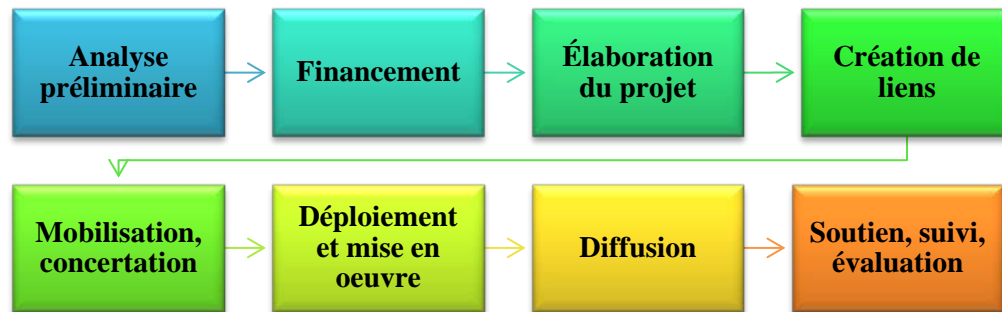 Analyse
préliminaire
Financement
Élaboration
du projet
Création de
liens
Mobilisation,
concertation
Déploiement
et mise en
oeuvre
Diffusion
Soutien, suivi,
évaluation